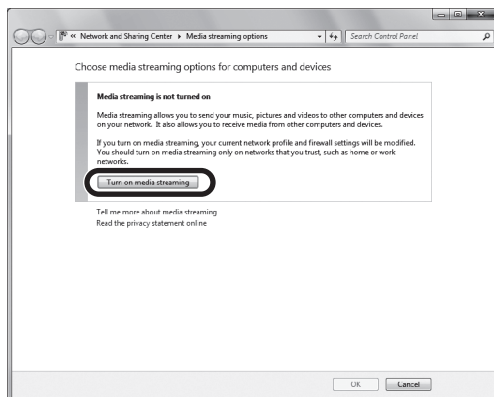 « Network and Sharing Center ▸ Media streaming options
Search Control Panel
Choose media streaming options for computers and devices
Media streaming is not turned on
Media streaming allows you to send your music, pictures and videos to other computers and devices
on your network. It also allows you to receive media from other computers and devices.
If you turn on media streaming, your current network profile and firewall settings will be modified.
You should turn on media streaming only on networks that you trust, such as home or work
networks.
Turn on media streaming
Tell me more about media streaming
Read the privacy statement online
OK
Cancel